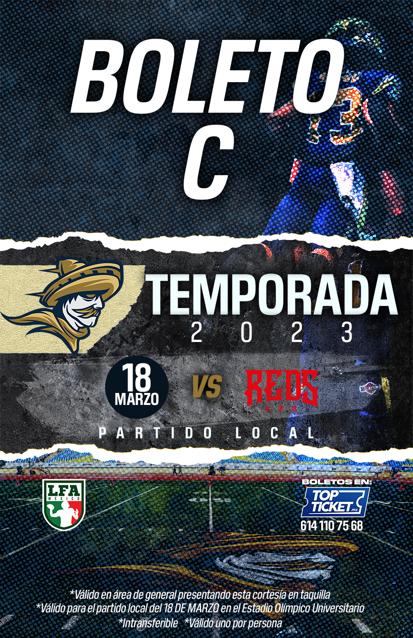 BOLETO
C
13
TEMPORADA
2023
18
MARZO
VS
REDS
PARTIDO LOCAL
LFA
MÉXICO
BOLETOS EN:
TOP
TICKET
614 110 75 68
*Válido en área de general presentando esta cortesía en taquilla
*Válido para el partido local del 18 DE MARZO en el Estadio Olímpico Universitario
*Intransferible *Válido uno por persona